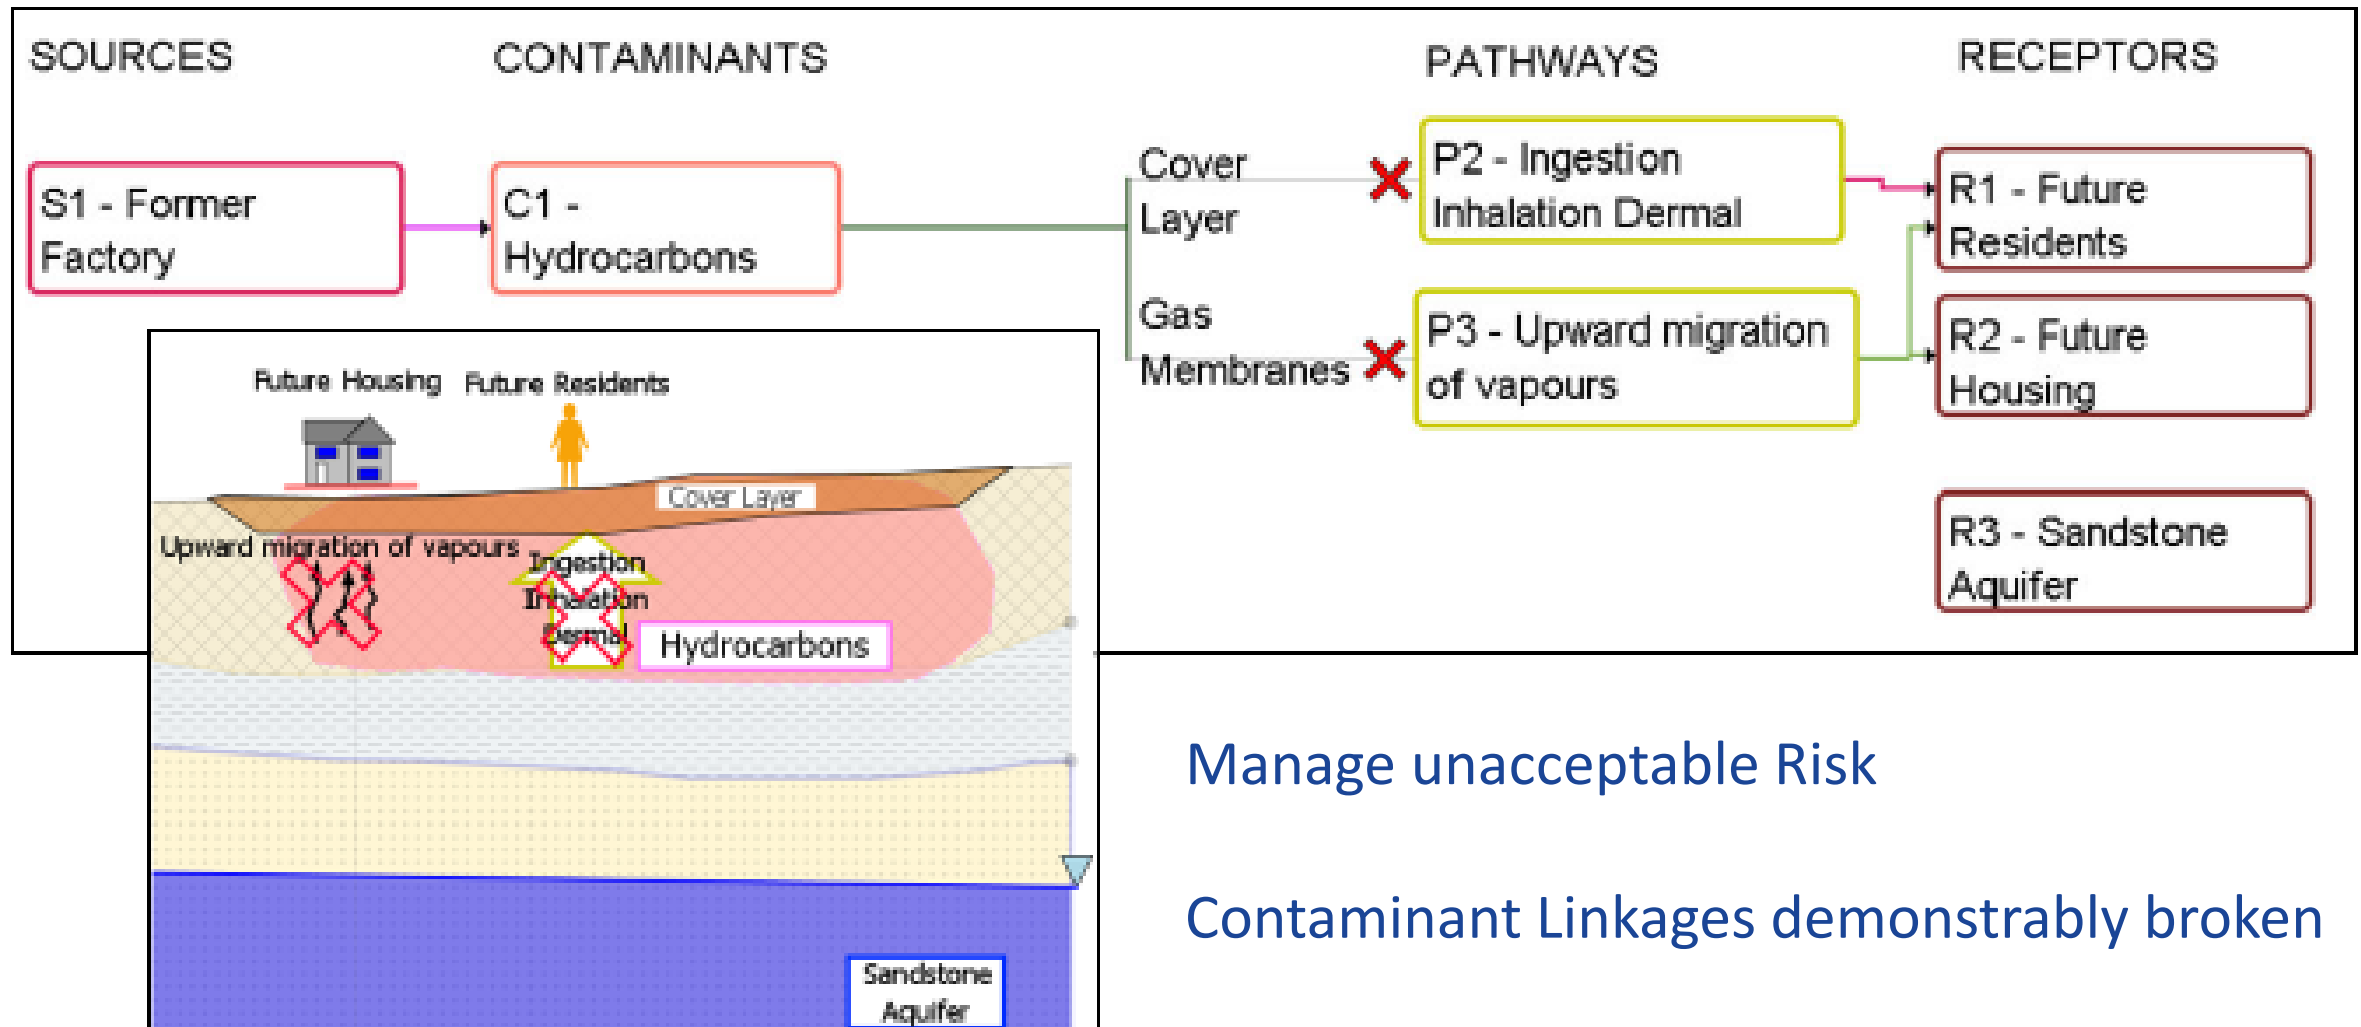 SOURCES
CONTAMINANTS
PATHWAYS
RECEPTORS
S1 - Former
Factory
C1 -
Hydrocarbons
Cover
Layer
Gas
Membranes
P2 - Ingestion
Inhalation Dermal
P3 - Upward migration
of vapours
R1 - Future
Residents
R2 - Future
Housing
R3 - Sandstone
Aquifer
Future Housing
Future Residents
Cover Layer
Upward migration of vapours
Ingestion
Inhalation
Dermal
Hydrocarbons
Sandstone
Aquifer
Manage unacceptable Risk
Contaminant Linkages demonstrably broken